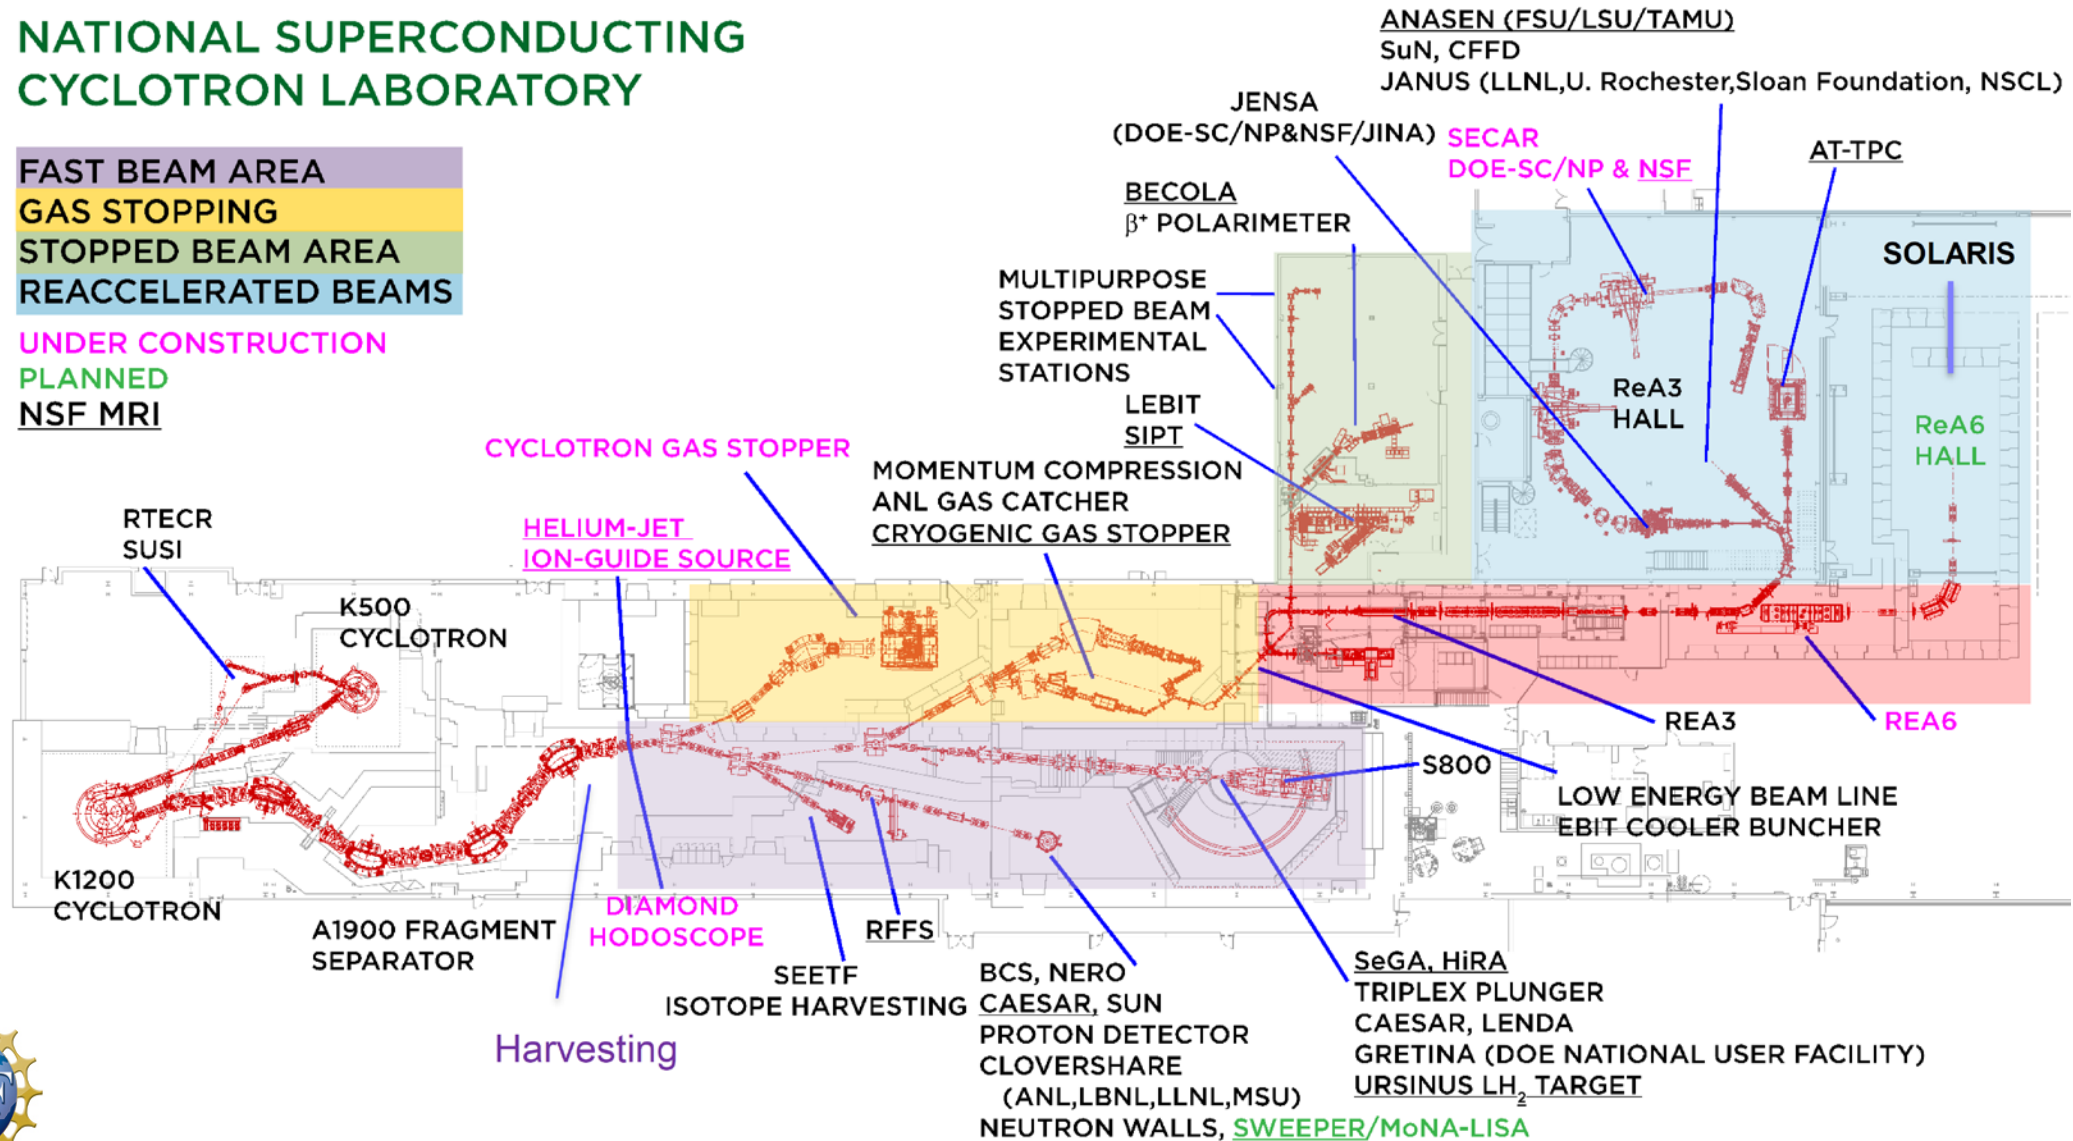 NATIONAL SUPERCONDUCTING
CYCLOTRON LABORATORY
FAST BEAM AREA
GAS STOPPING
STOPPED BEAM AREA
REACCELERATED BEAMS
UNDER CONSTRUCTION
PLANNED
NSF MRI
ANASEN (FSU/LSU/TAMU)
SuN, CFFD
JANUS (LLNL,U. Rochester,Sloan Foundation, NSCL)
JENSA
(DOE-SC/NP&NSF/JINA)
SECAR
DOE-SC/NP & NSF
AT-TPC
BECOLA
β⁺ POLARIMETER
SOLARIS
MULTIPURPOSE
STOPPED BEAM
EXPERIMENTAL
STATIONS
LEBIT
SIPT
ReA3
HALL
ReA6
HALL
CYCLOTRON GAS STOPPER
MOMENTUM COMPRESSION
ANL GAS CATCHER
CRYOGENIC GAS STOPPER
HELIUM-JET
ION-GUIDE SOURCE
RTECR
SUSI
K500
CYCLOTRON
REA3
REA6
S800
LOW ENERGY BEAM LINE
EBIT COOLER BUNCHER
K1200
CYCLOTRON
A1900 FRAGMENT
SEPARATOR
DIAMOND
HODOSCOPE
RFFS
SEETF
ISOTOPE HARVESTING
Harvesting
BCS, NERO
CAESAR, SUN
PROTON DETECTOR
CLOVERSHARE
(ANL,LBNL,LLNL,MSU)
NEUTRON WALLS, SWEEPER/MoNA-LISA
SeGA, HiRA
TRIPLEX PLUNGER
CAESAR, LENDA
GRETINA (DOE NATIONAL USER FACILITY)
URSINUS LH₂ TARGET